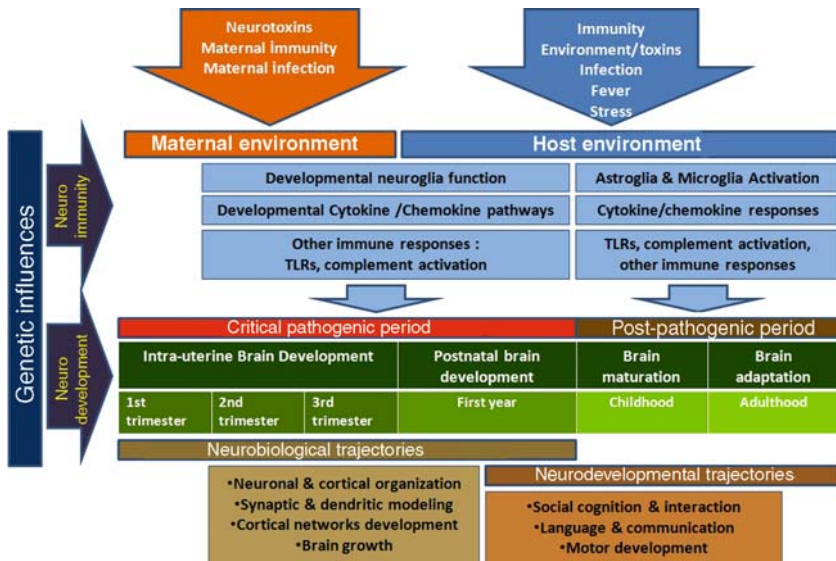 Neurotoxins
Maternal immunity
Maternal infection
Immunity
Environment/toxins
Infection
Fever
Stress
Genetic influences
Neuro
immunity
Maternal environment
Host environment
Developmental neuroglia function
Astroglia & Microglia Activation
Developmental Cytokine /Chemokine pathways
Cytokine/chemokine responses
Other immune responses :
TLRs, complement activation
TLRs, complement activation,
other immune responses
Neuro
development
Critical pathogenic period
Post-pathogenic period
Intra-uterine Brain Development
Postnatal brain
development
Brain
maturation
Brain
adaptation
1st
trimester
2nd
trimester
3rd
trimester
First year
Childhood
Adulthood
Neurobiological trajectories
•Neuronal & cortical organization
•Synaptic & dendritic modeling
•Cortical networks development
•Brain growth
Neurodevelopmental trajectories
•Social cognition & interaction
•Language & communication
•Motor development